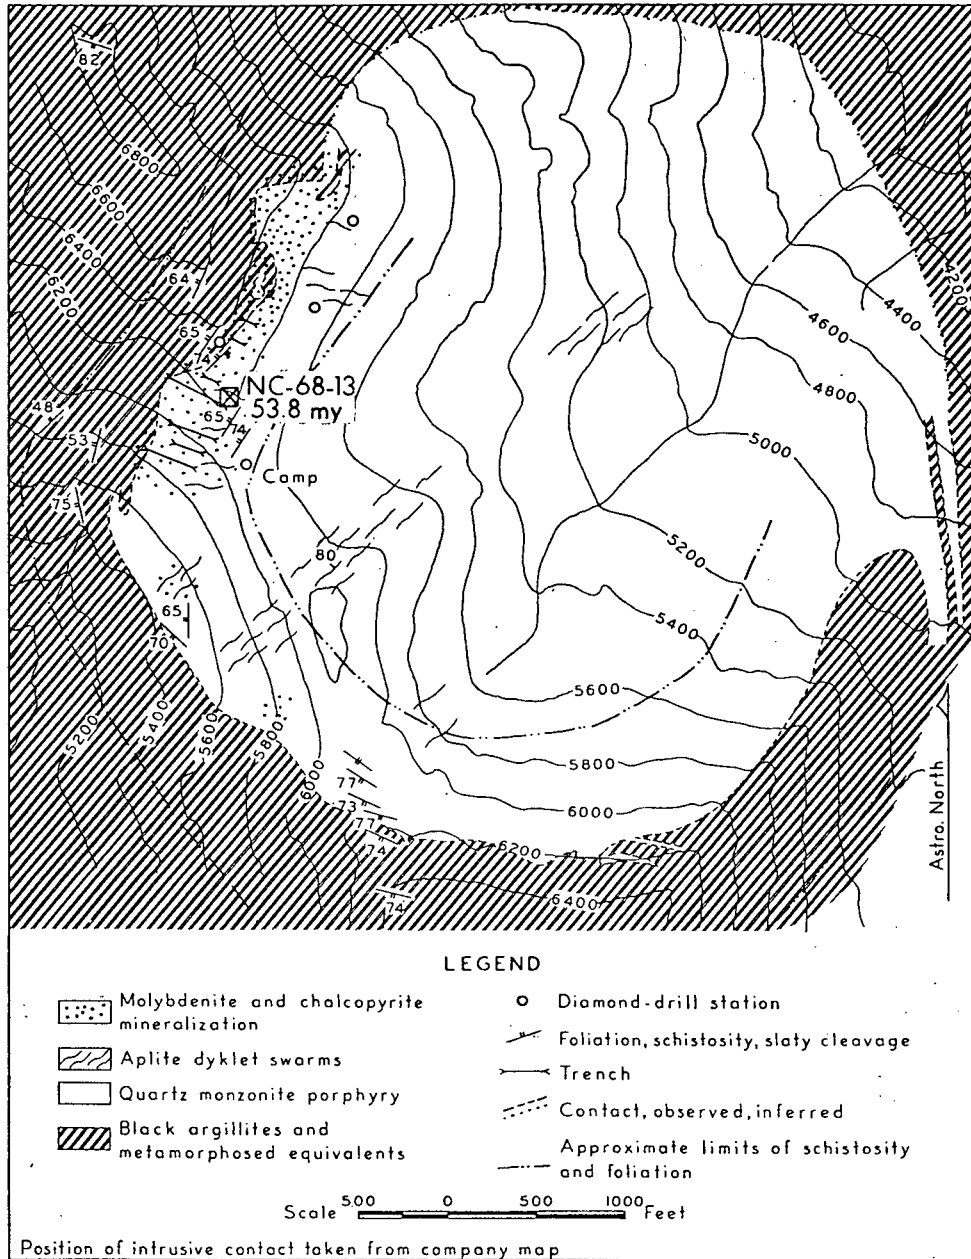 82
6800
6600
6400
6200
64
65
74
NC-68-13
53.8 my
48
65
74
53
Camp
75
80
65
70
4200
4400
4600
4800
5000
5200
5400
5600
5800
6000
5200
5400
5600
5800
6000
77
73
77
74
6200
6400
74
Astro. North
LEGEND
Molybdenite and chalcopyrite
mineralization
Aplite dyklet swarms
Quartz monzonite porphyry
Black argillites and
metamorphosed equivalents
Diamond-drill station
Foliation, schistosity, slaty cleavage
Trench
Contact, observed, inferred
Approximate limits of schistosity
and foliation
Scale 500 0 500 1000 Feet
Position of intrusive contact taken from company map